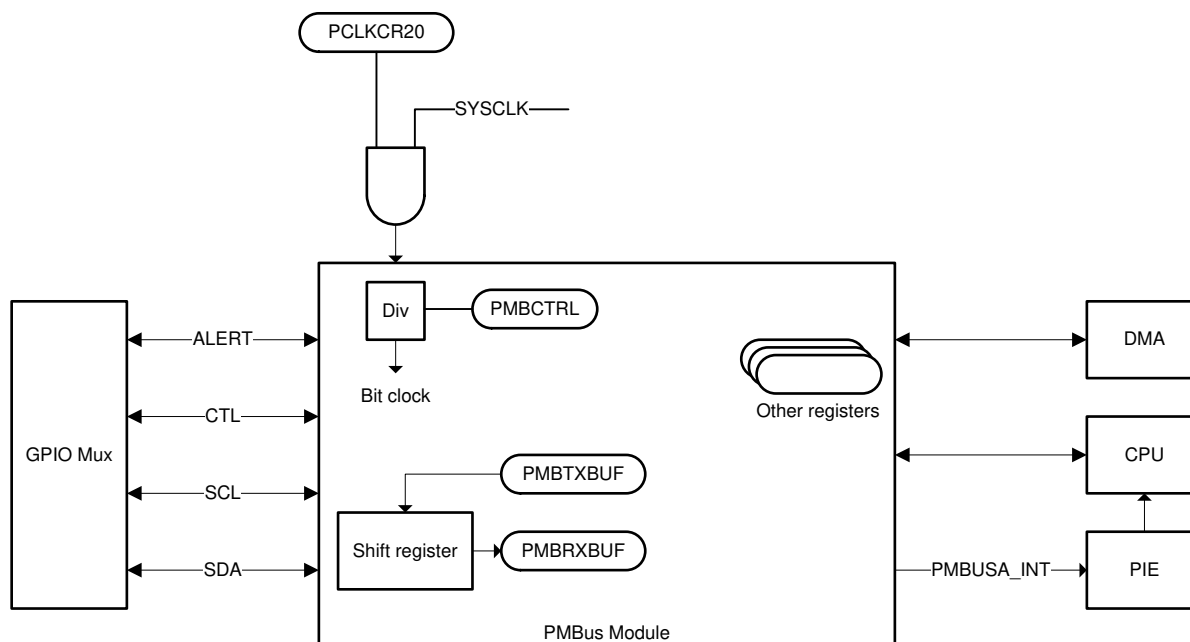 PCLKCR20
SYSCLK
Div
PMBCTRL
ALERT
DMA
Bit clock
Other registers
CTL
GPIO Mux
CPU
PMBTXBUF
SCL
Shift register
PMBRXBUF
SDA
PMBUSA_INT
PIE
PMBus Module